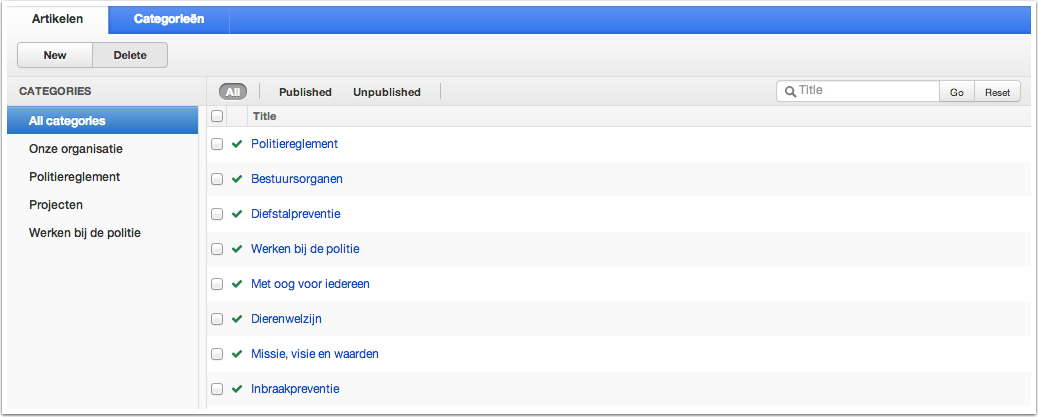 Artikelen Categorieën
New Delete
CATEGORIES
All categories
Onze organisatie
Politiereglement
Projecten
Werken bij de politie
All Published Unpublished Title Go Reset
Title
Politiereglement
Bestuursorganen
Diefstalpreventie
Werken bij de politie
Met oog voor iedereen
Dierenwelzijn
Missie, visie en waarden
Inbraakpreventie